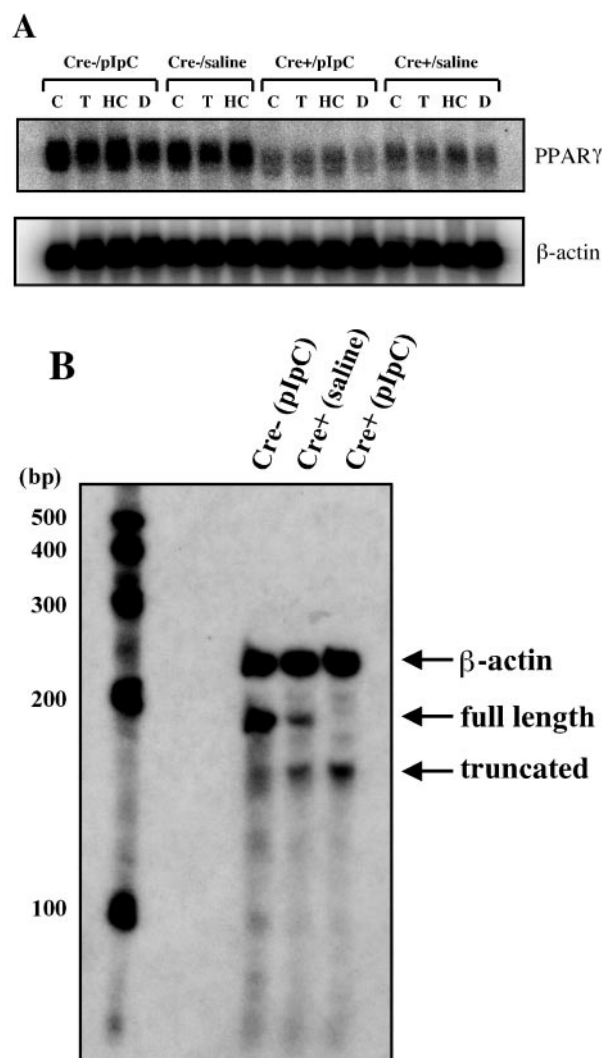 A
Cre-/pIpC Cre-/saline Cre+/pIpC Cre+/saline
C T HC D C T HC C T HC D C T HC D
PPARγ
β-actin
B
Cre- (pIpC)
Cre+ (saline)
Cre+ (pIpC)
(bp)
500
400
300
200
100
β-actin
full length
truncated